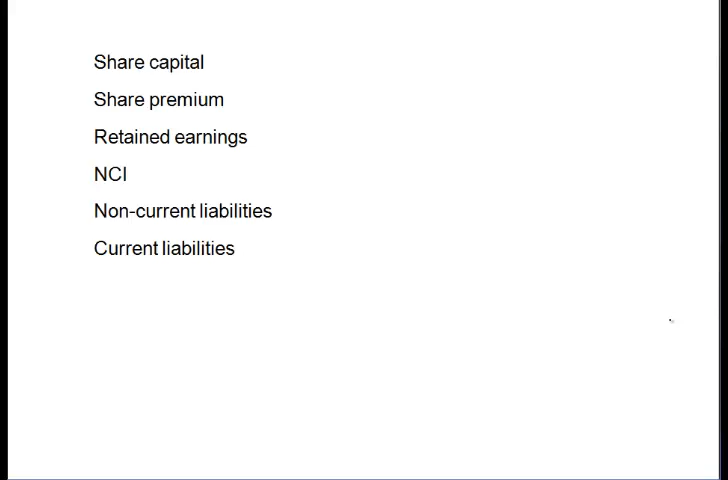 Share capital
Share premium
Retained earnings
NCI
Non-current liabilities
Current liabilities